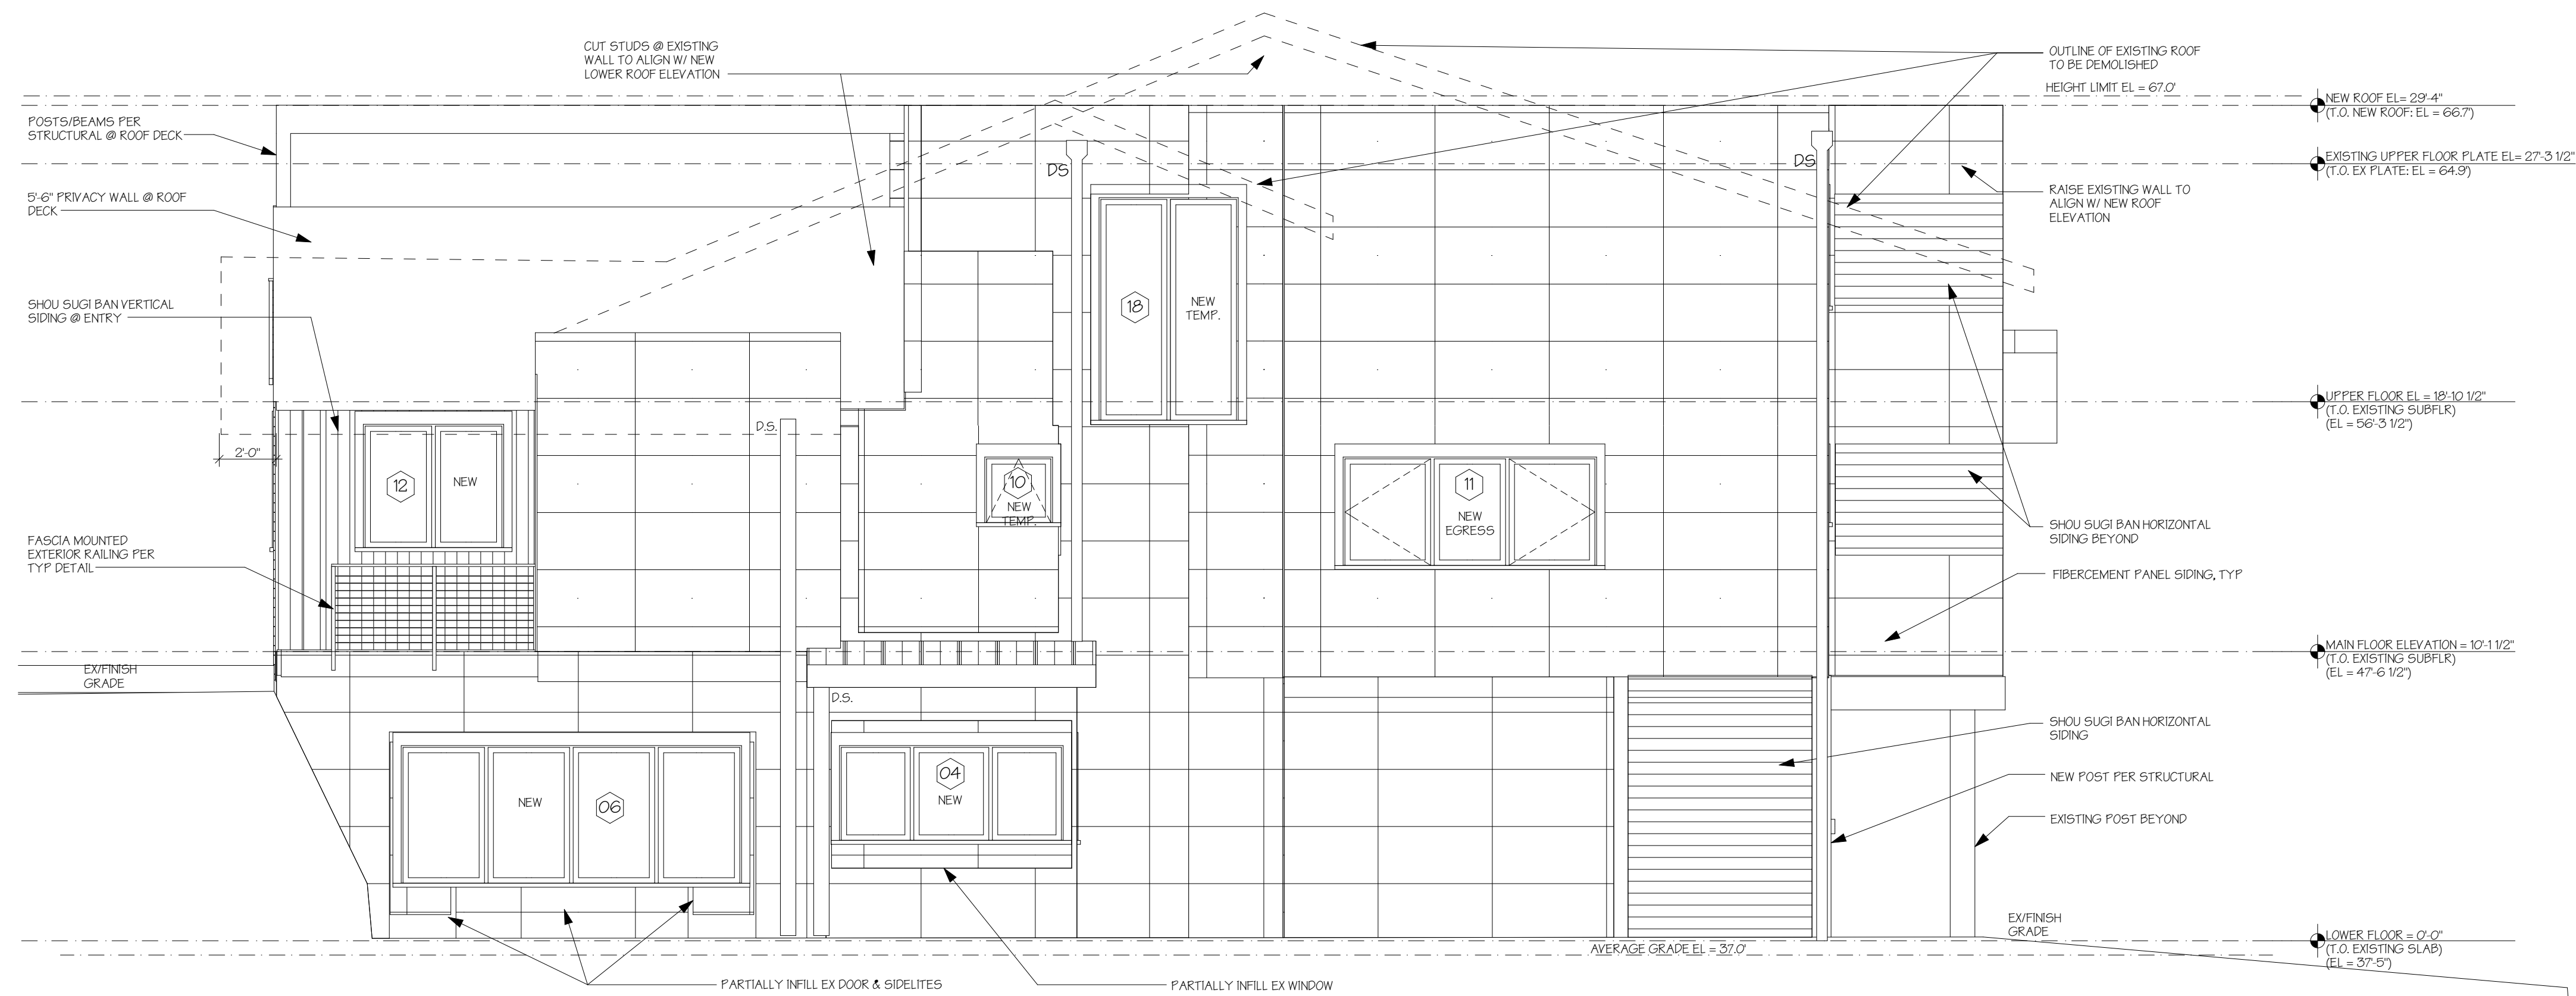 CUT STUDS @ EXISTING
WALL TO ALIGN W/ NEW
LOWER ROOF ELEVATION
OUTLINE OF EXISTING ROOF
TO BE DEMOLISHED
HEIGHT LIMIT EL = 67.0'
NEW ROOF EL= 29'-4"
(T.O. NEW ROOF: EL = 66.7')
POSTS/BEAMS PER
STRUCTURAL @ ROOF DECK
DS
DS
EXISTING UPPER FLOOR PLATE EL= 27'-3 1/2"
(T.O. EX PLATE: EL = 64.9')
5'-6" PRIVACY WALL @ ROOF
DECK
RAISE EXISTING WALL TO
ALIGN W/ NEW ROOF
ELEVATION
SHOU SUGI BAN VERTICAL
SIDING @ ENTRY
18
NEW
TEMP.
UPPER FLOOR EL = 18'-10 1/2"
(T.O. EXISTING SUBFLR)
(EL = 56'-3 1/2")
D.S.
2'-0"
12
NEW
10
NEW
TEMP.
11
NEW
EGRESS
SHOU SUGI BAN HORIZONTAL
SIDING BEYOND
FASCIA MOUNTED
EXTERIOR RAILING PER
TYP DETAIL
FIBERCEMENT PANEL SIDING, TYP
MAIN FLOOR ELEVATION = 10'-1 1/2"
(T.O. EXISTING SUBFLR)
(EL = 47'-6 1/2")
EX/FINISH
GRADE
D.S.
SHOU SUGI BAN HORIZONTAL
SIDING
NEW
06
04
NEW
NEW POST PER STRUCTURAL
EXISTING POST BEYOND
EX/FINISH
GRADE
AVERAGE GRADE EL = 37.0'
LOWER FLOOR = 0'-0"
(T.O. EXISTING SLAB)
(EL = 37'-5")
PARTIALLY INFILL EX DOOR & SIDELITES
PARTIALLY INFILL EX WINDOW